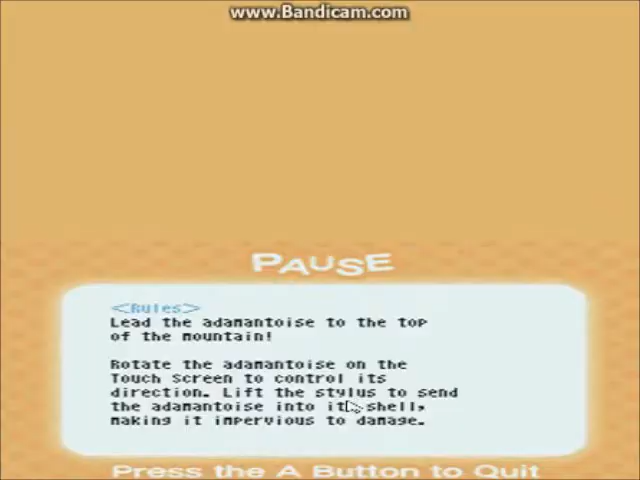 www.Bandicam.com
PAUSE
<Rules>
Lead the adamantoise to the top
of the mountain!
Rotate the adamantoise on the
Touch Screen to control its
direction. Lift the stylus to send
the adamantoise into its shell,
making it impervious to damage.
Press the A Button to Quit